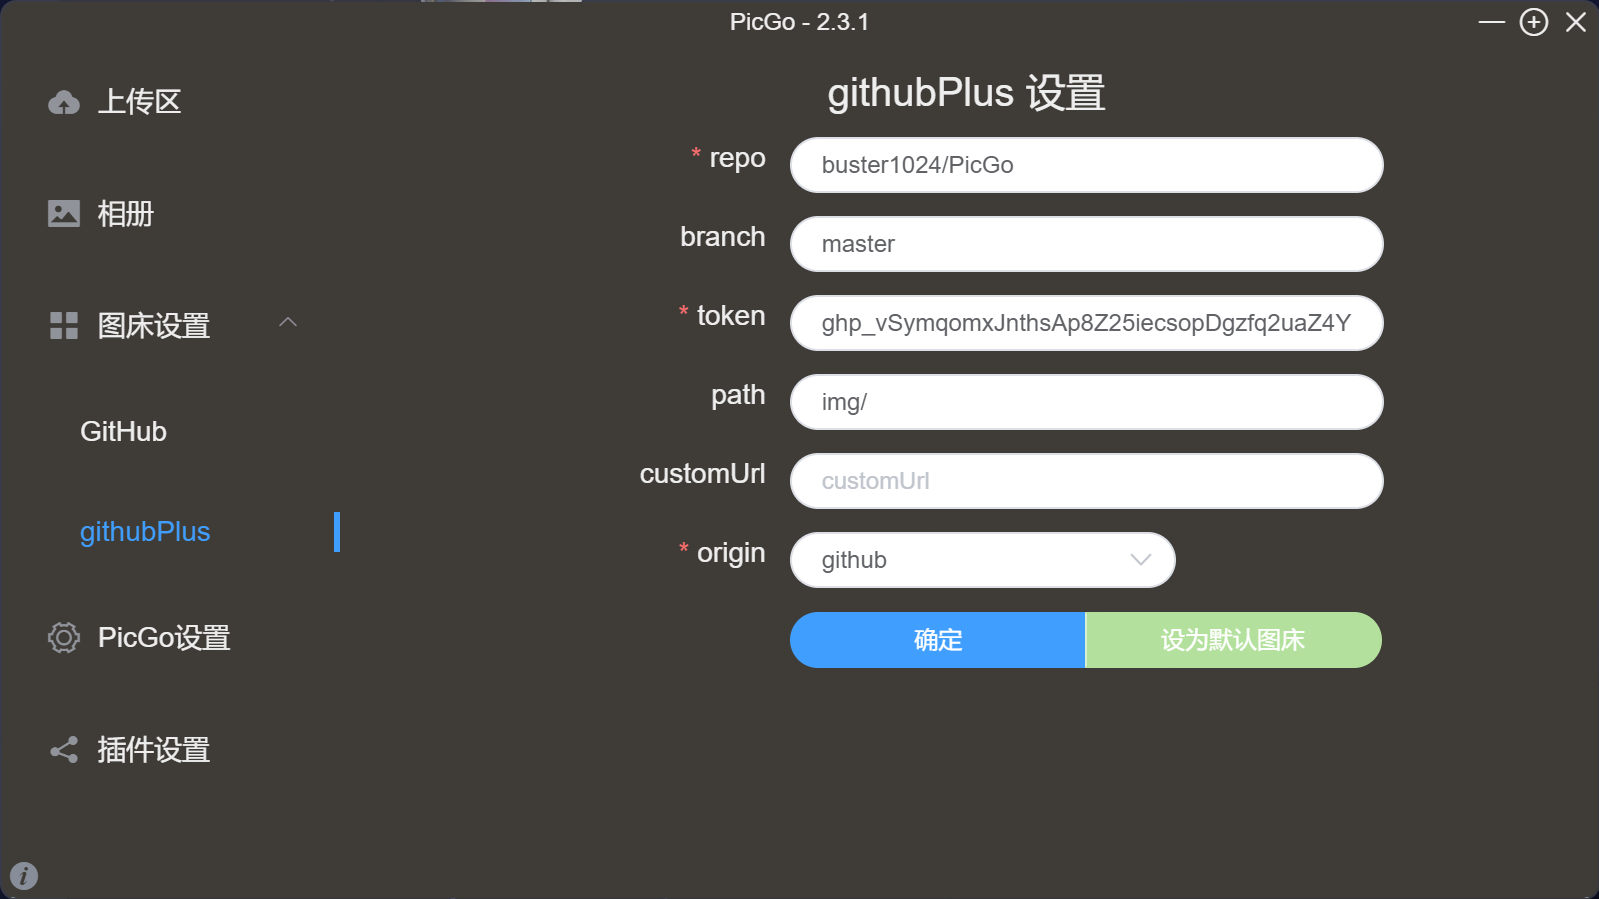 PicGo - 2.3.1
上传区
相册
图床设置
GitHub
githubPlus
PicGo设置
插件设置
githubPlus 设置
* repo
buster1024/PicGo
branch
master
* token
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
path
img/
customUrl
customUrl
* origin
github
确定
设为默认图床